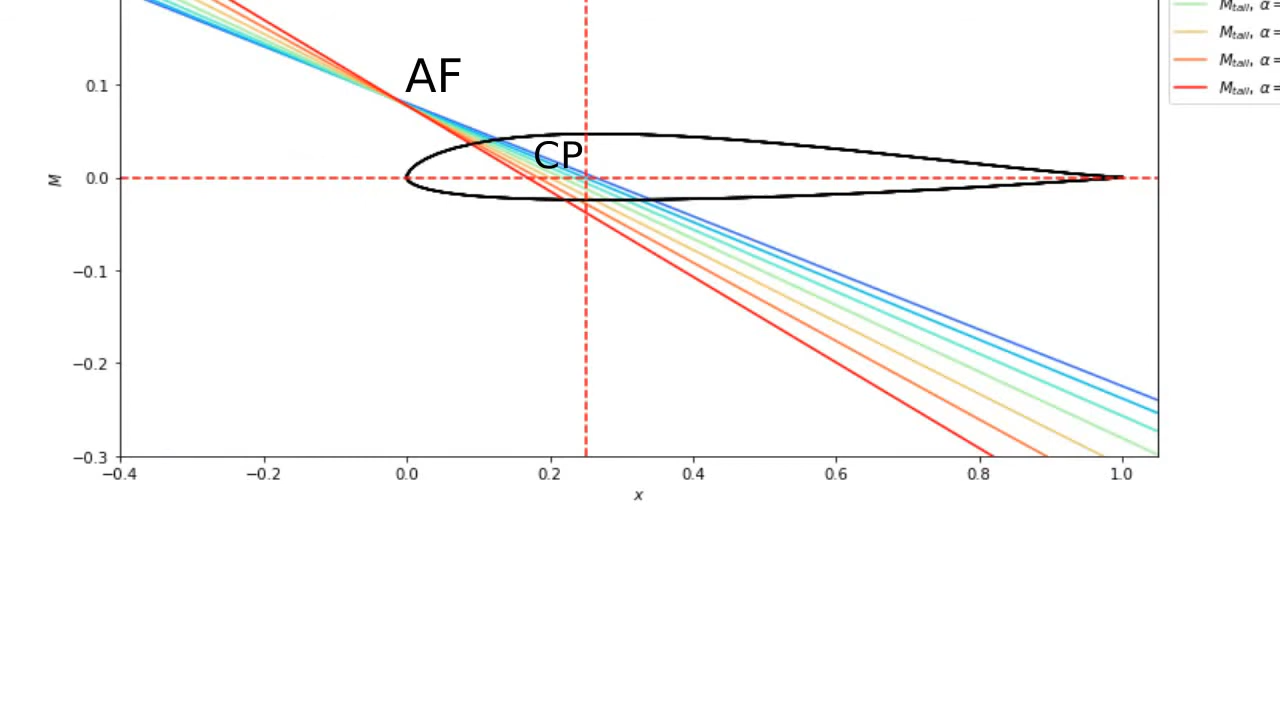 M_tail, α =
M_tail, α =
M_tail, α =
M_tail, α =
AF
0.1
CP
M
0.0
−0.1
−0.2
−0.3
−0.4 −0.2 0.0 0.2 0.4 0.6 0.8 1.0
x